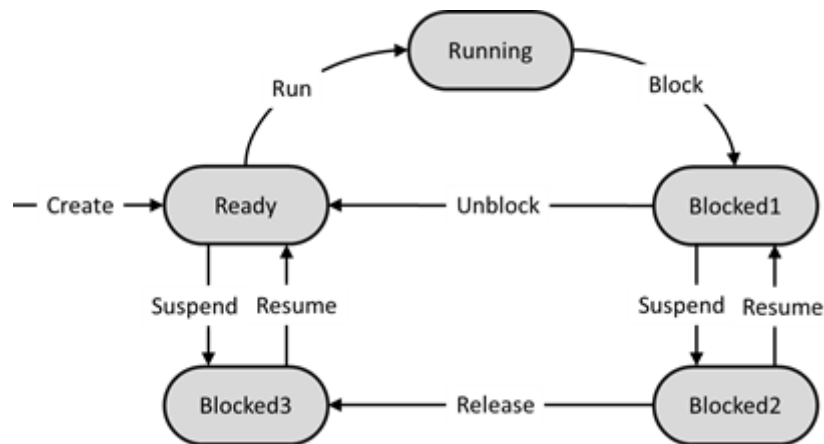 Running
Run
Block
Create
Ready
Unblock
Blocked1
Suspend
Resume
Suspend
Resume
Blocked3
Release
Blocked2